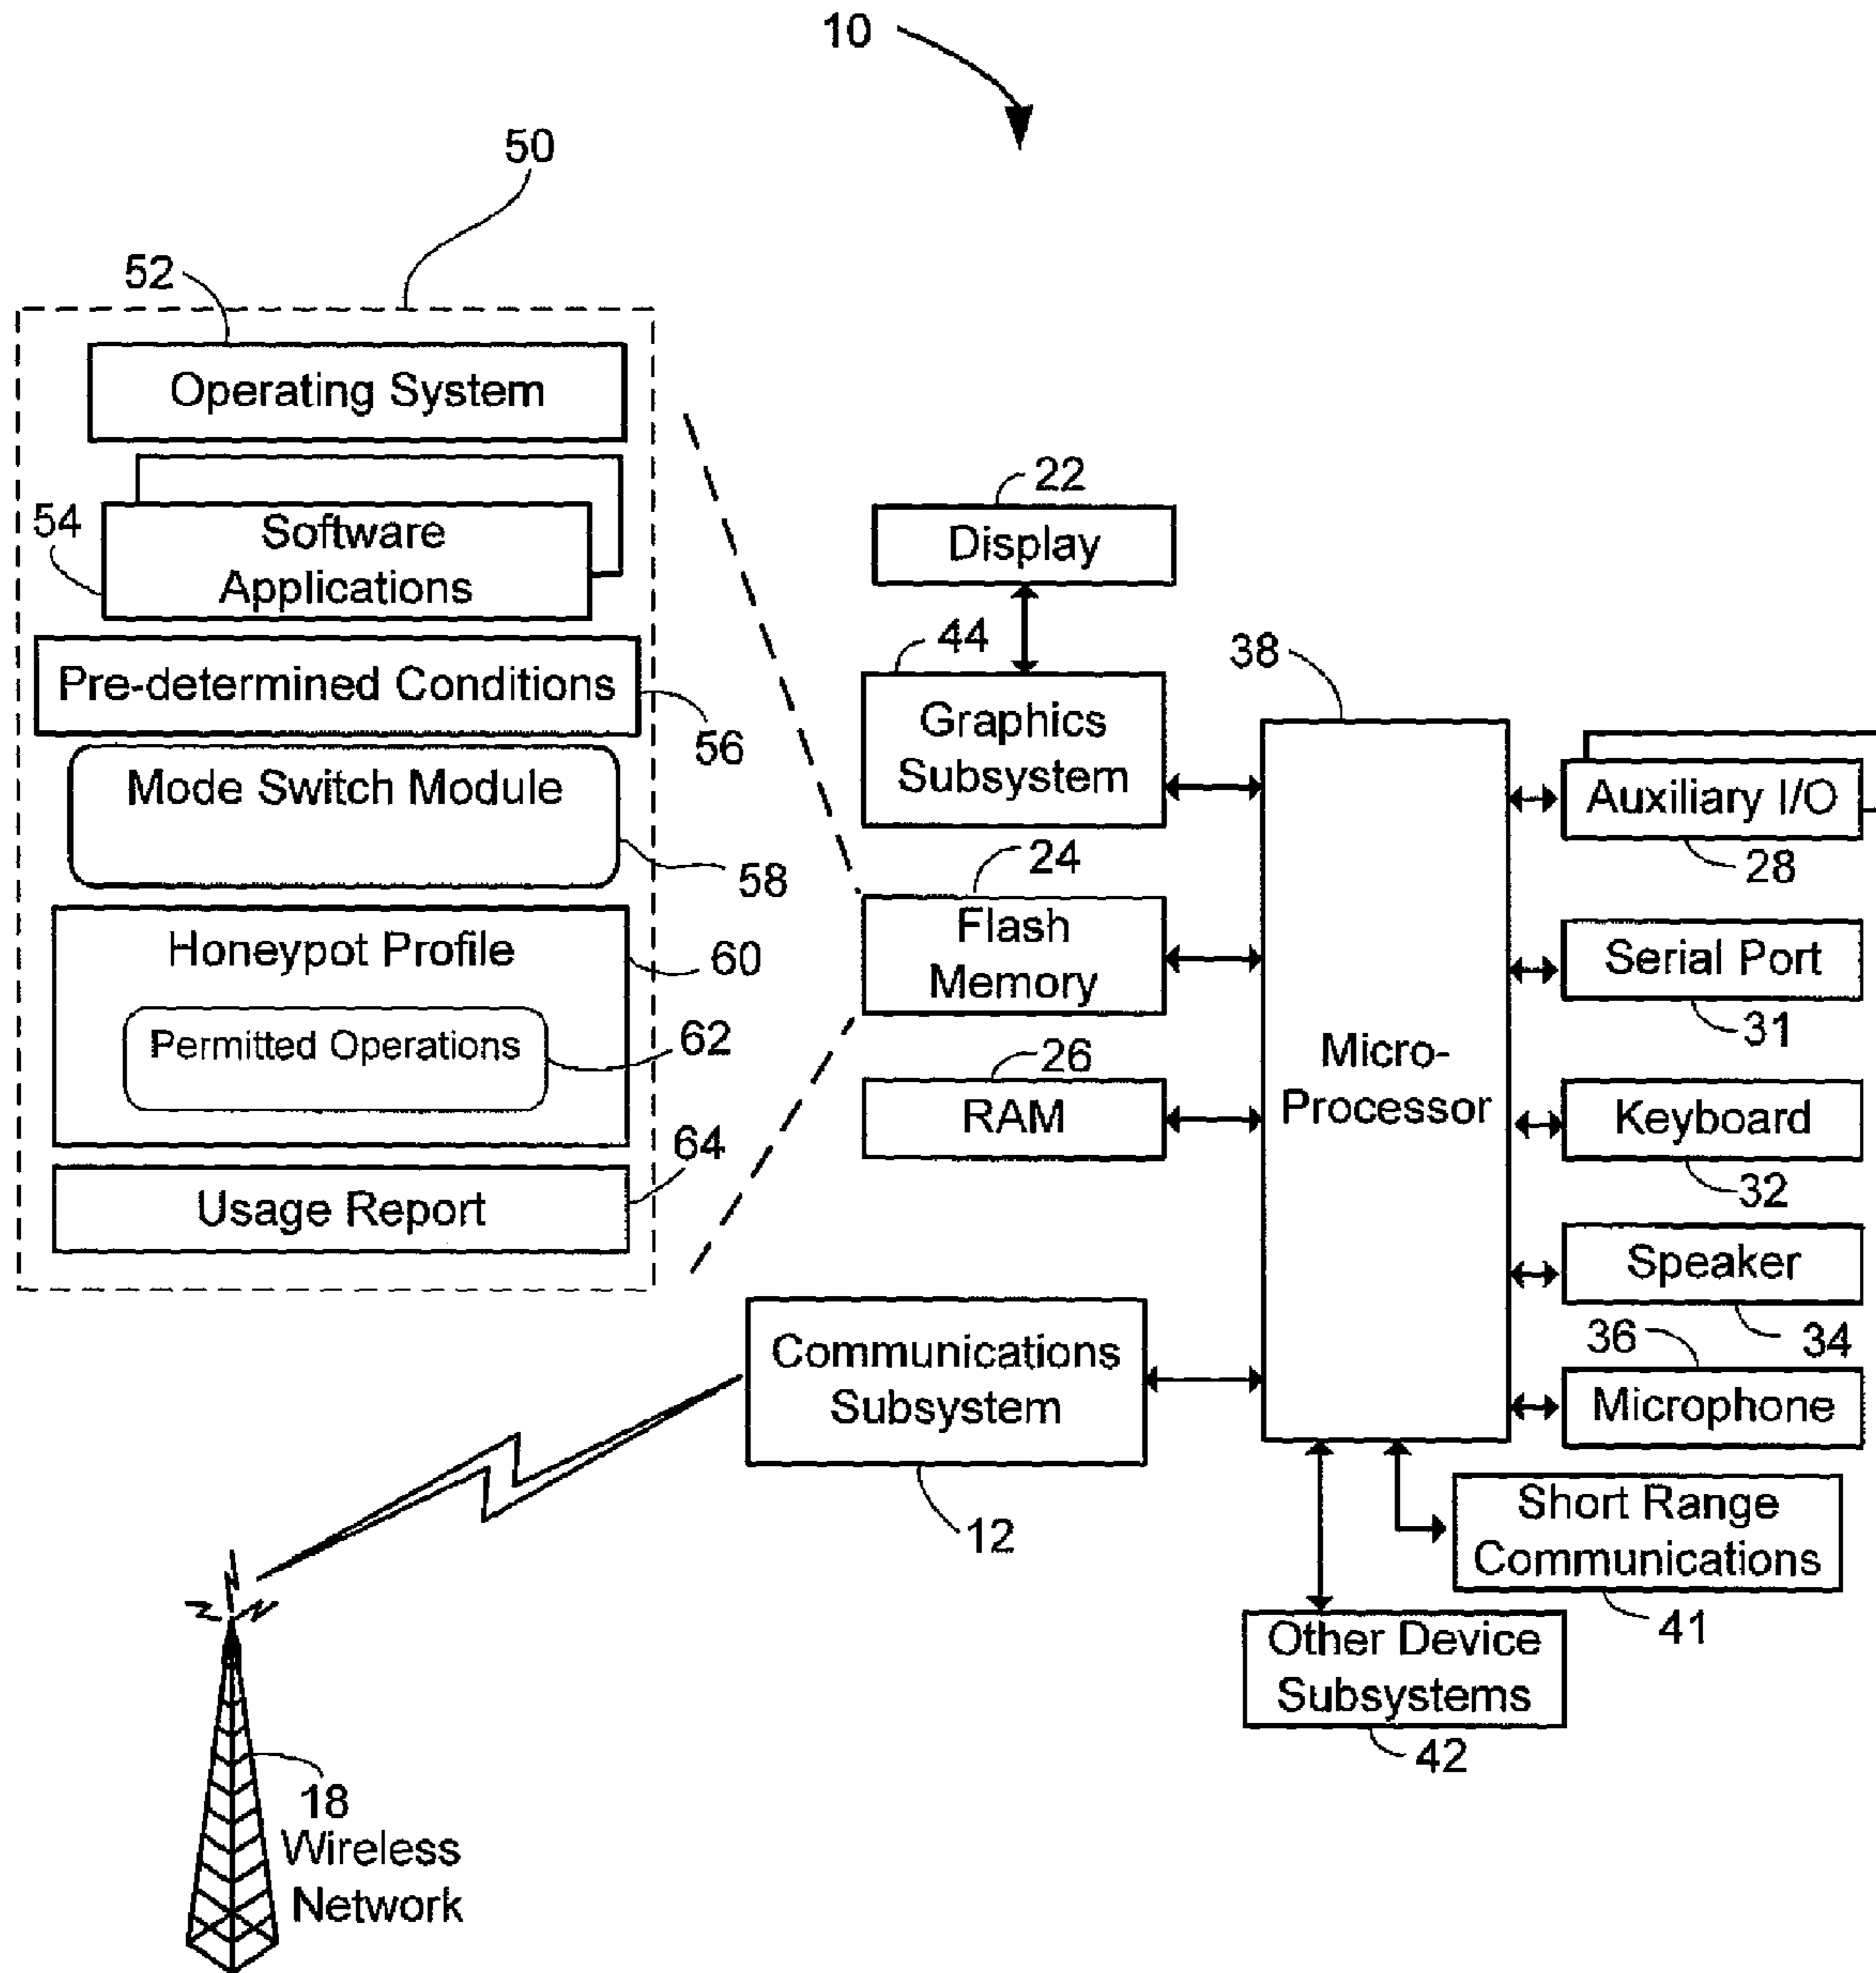 10
50
52
Operating System
54
Software
Applications
Pre-determined Conditions
56
Mode Switch Module
58
Honeypot Profile
60
Permitted Operations
62
64
Usage Report
22
Display
44
Graphics
Subsystem
24
Flash
Memory
26
RAM
Communications
Subsystem
12
38
Micro-
Processor
Auxiliary I/O
28
Serial Port
31
Keyboard
32
Speaker
34
36
Microphone
Short Range
Communications
41
Other Device
Subsystems
42
18
Wireless
Network